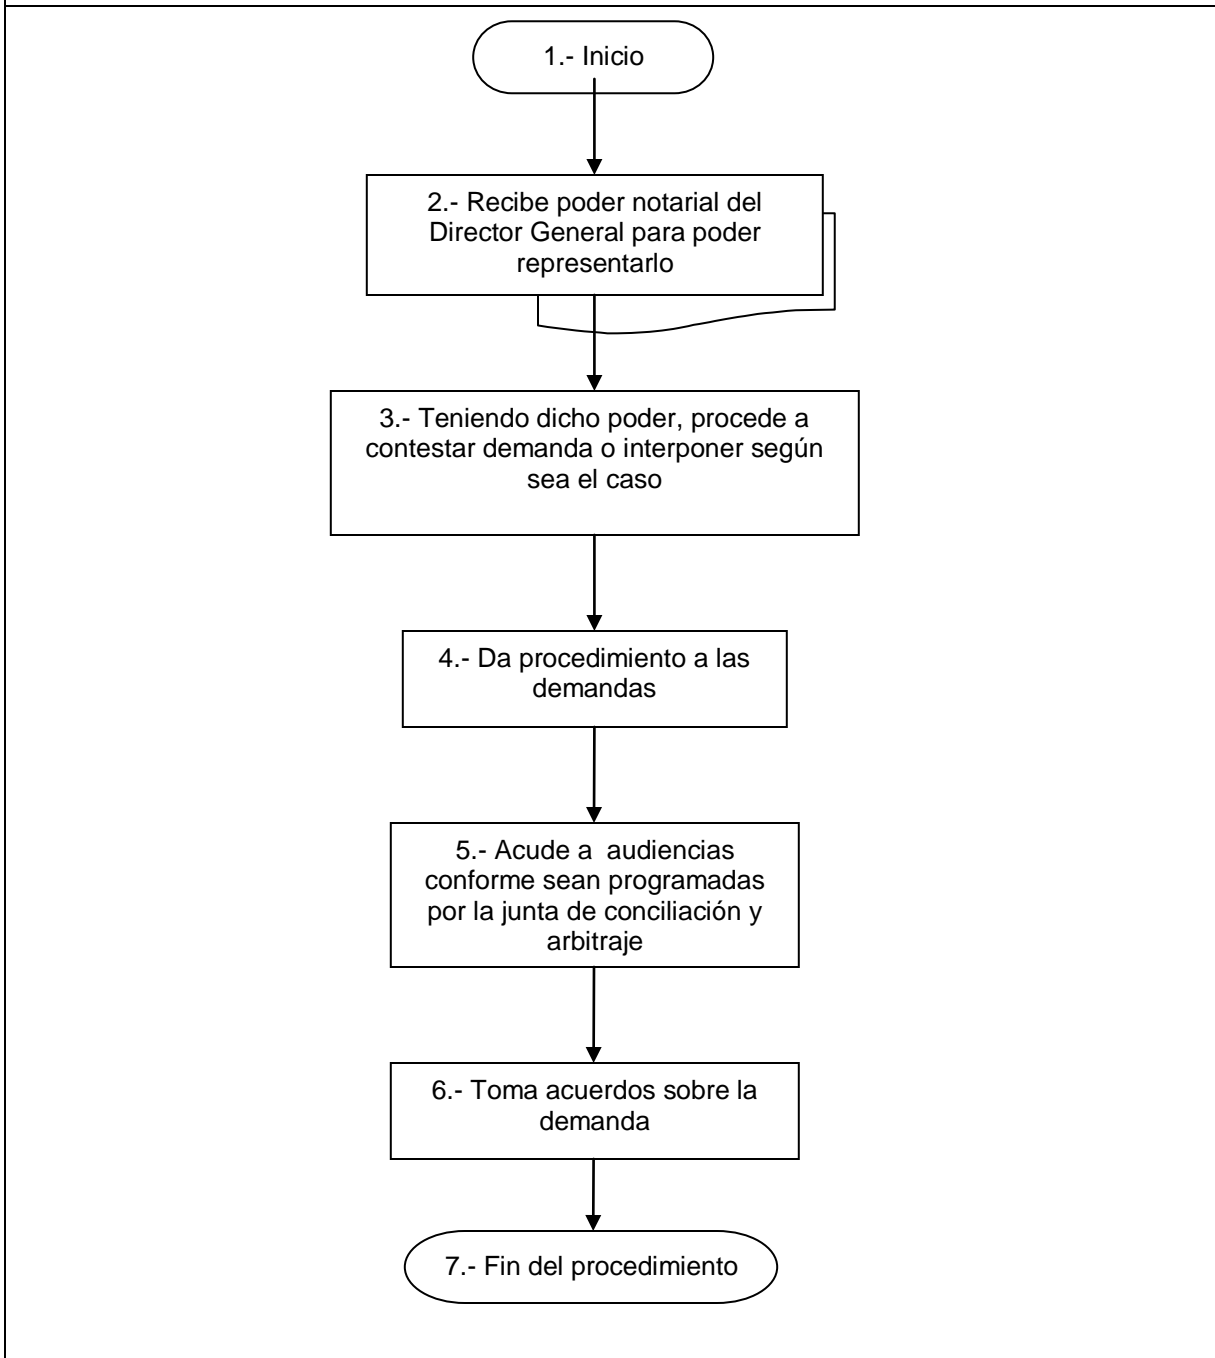 1.- Inicio
2.- Recibe poder notarial del
Director General para poder
representarlo
3.- Teniendo dicho poder, procede a
contestar demanda o interponer según
sea el caso
4.- Da procedimiento a las
demandas
5.- Acude a  audiencias
conforme sean programadas
por la junta de conciliación y
arbitraje
6.- Toma acuerdos sobre la
demanda
7.- Fin del procedimiento